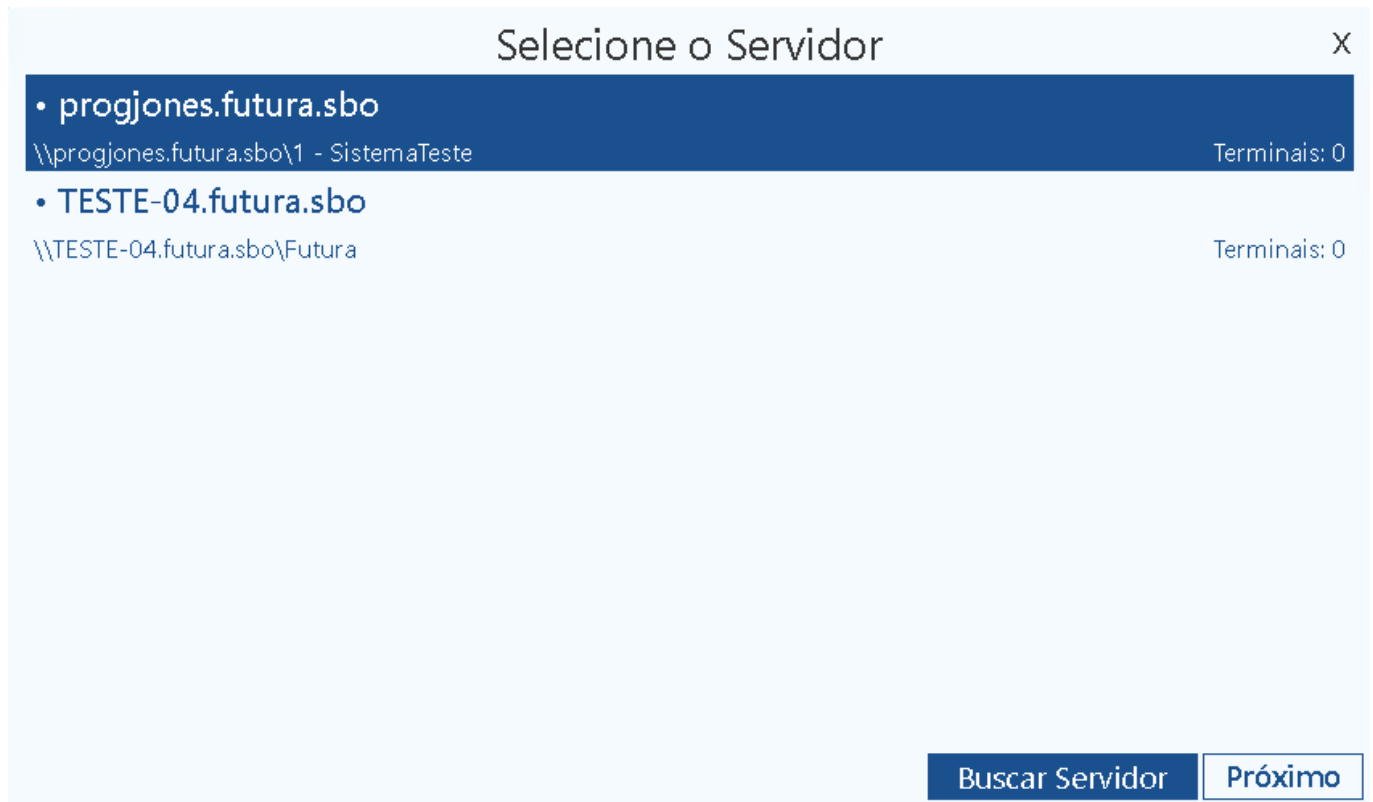 Selecione o Servidor X
• progjones.futura.sbo
\\progjones.futura.sbo\1 - SistemaTeste Terminais: 0
• TESTE-04.futura.sbo
\\TESTE-04.futura.sbo\Futura Terminais: 0
Buscar Servidor Próximo